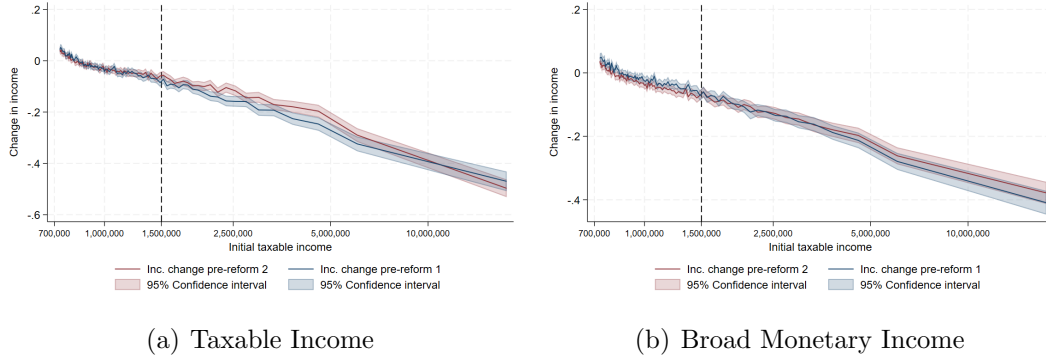 .2
0
-.2
-.4
-.6
Change in income
700,000 1,000,000 1,500,000 2,500,000 5,000,000 10,000,000
Initial taxable income
Inc. change pre-reform 2 Inc. change pre-reform 1
95% Confidence interval 95% Confidence interval
(a) Taxable Income
.2
0
-.2
-.4
Change in income
700,000 1,000,000 1,500,000 2,500,000 5,000,000 10,000,000
Initial taxable income
Inc. change pre-reform 2 Inc. change pre-reform 1
95% Confidence interval 95% Confidence interval
(b) Broad Monetary Income